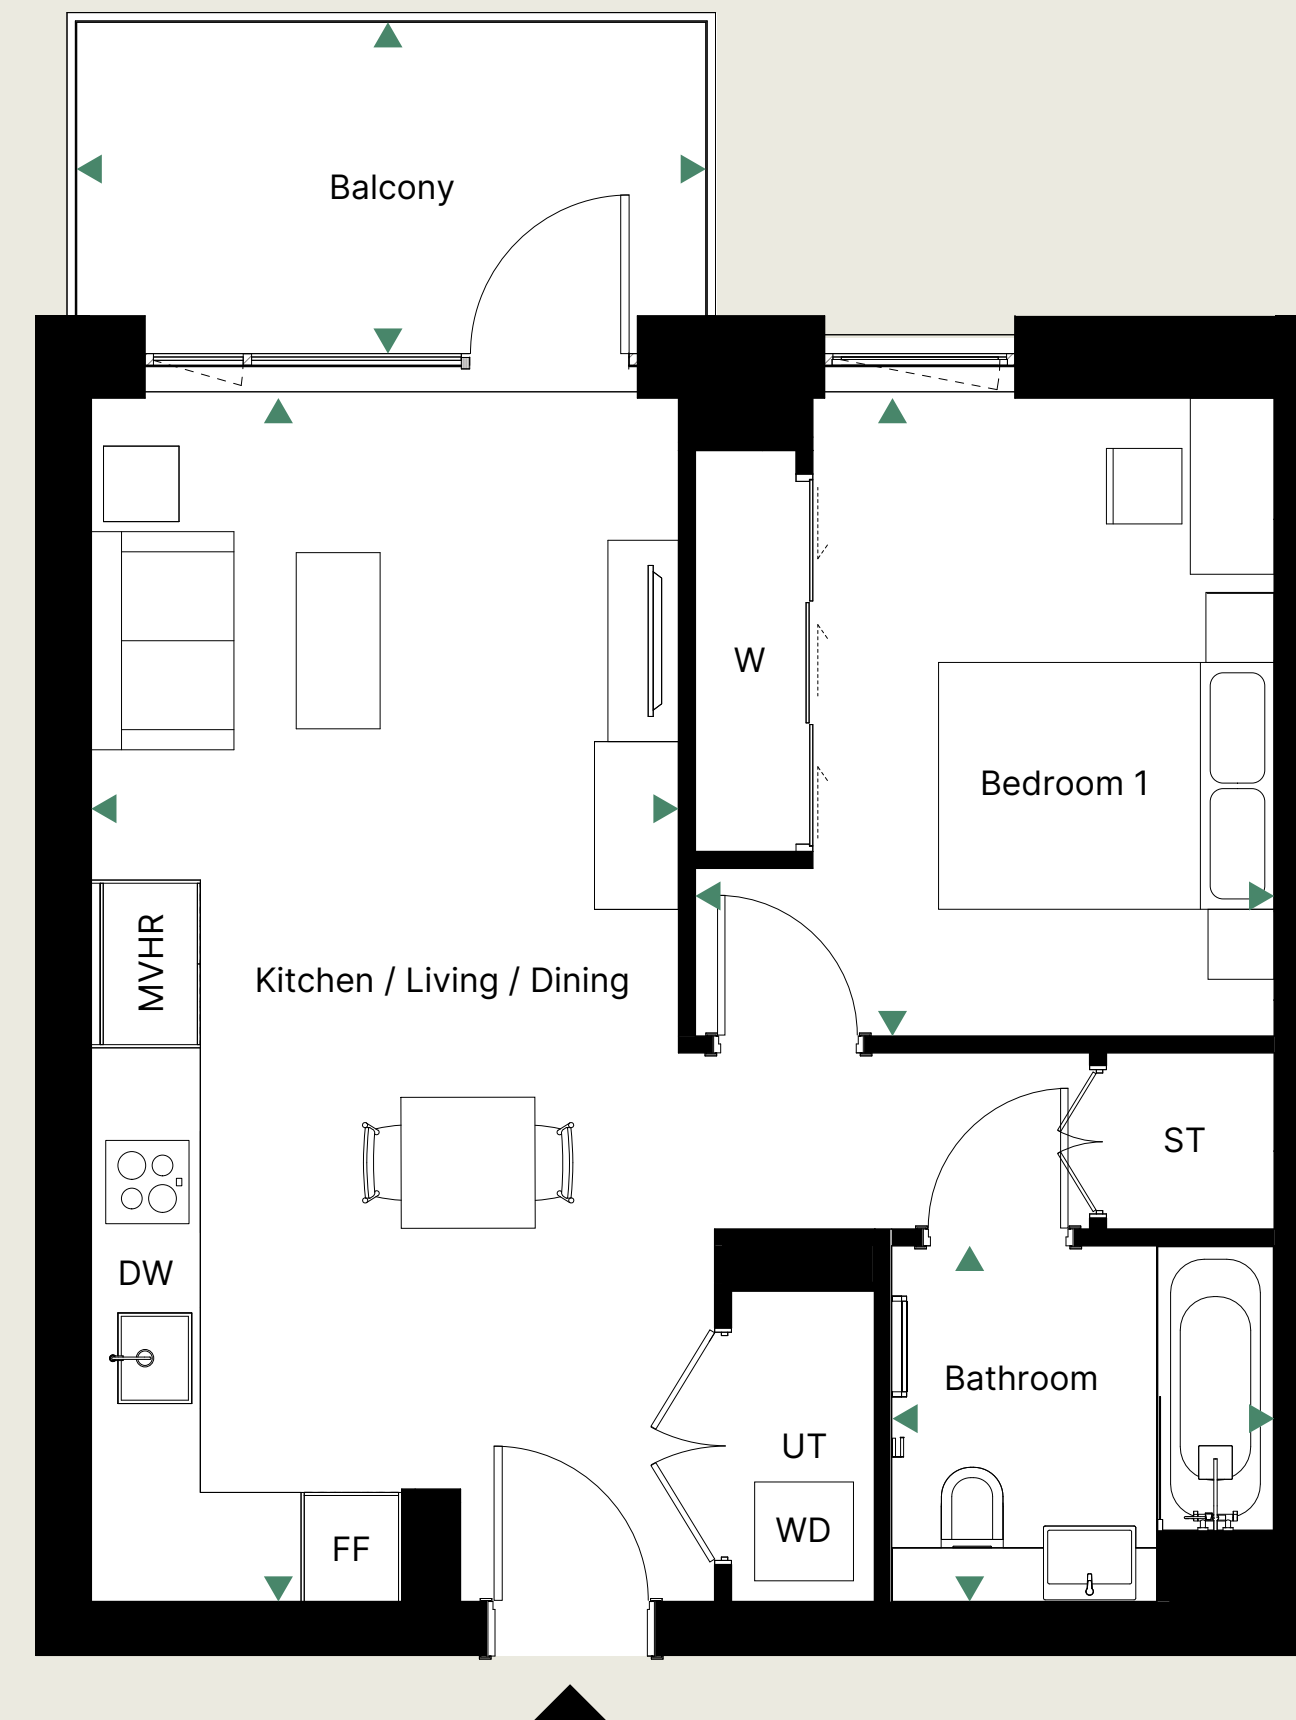 Balcony
W
Bedroom 1
MVHR
Kitchen / Living / Dining
ST
DW
Bathroom
UT
WD
FF